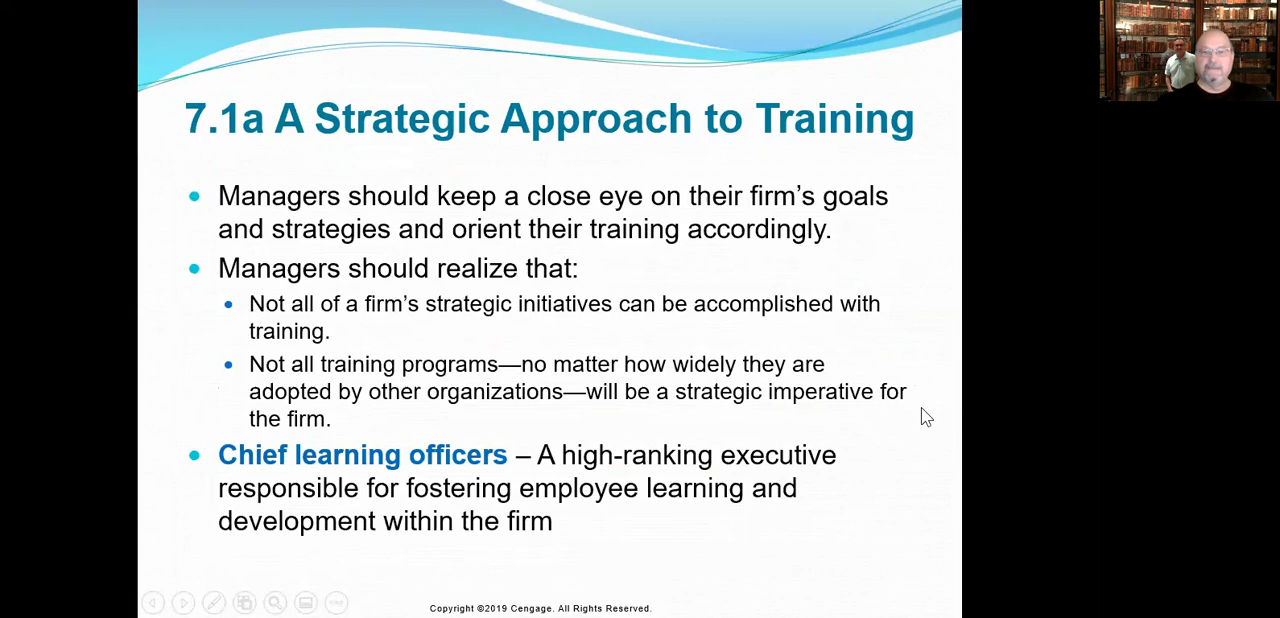 7.1a A Strategic Approach to Training
Managers should keep a close eye on their firm’s goals
and strategies and orient their training accordingly.
Managers should realize that:
Not all of a firm’s strategic initiatives can be accomplished with
training.
Not all training programs—no matter how widely they are
adopted by other organizations—will be a strategic imperative for
the firm.
Chief learning officers – A high-ranking executive
responsible for fostering employee learning and
development within the firm
Copyright ©2019 Cengage. All Rights Reserved.